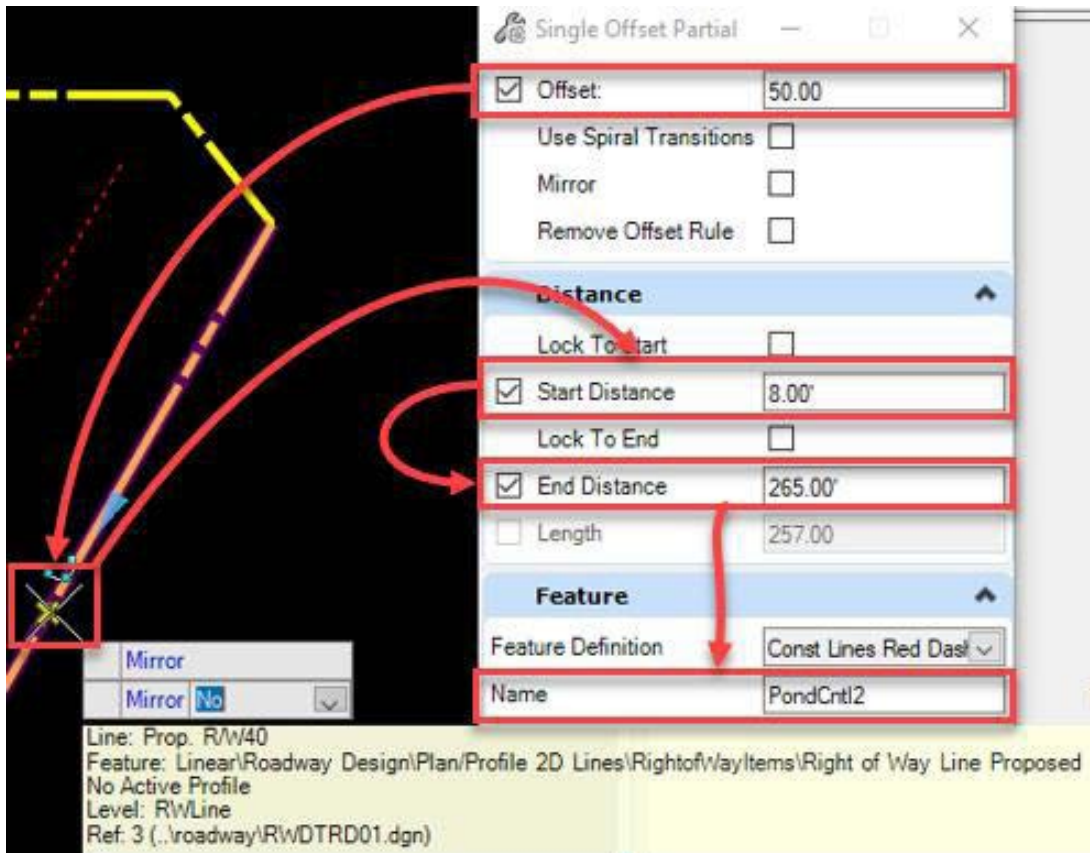 Single Offset Partial
Offset: 50.00
Use Spiral Transitions
Mirror
Remove Offset Rule
Distance
Lock To Start
Start Distance 8.00'
Lock To End
End Distance 265.00'
Length 257.00
Feature
Feature Definition Const Lines Red Dash
Name PondCntl2
Mirror
Mirror No
Line: Prop. R/W40
Feature: Linear\Roadway Design\Plan/Profile 2D Lines\RightofWayItems\Right of Way Line Proposed
No Active Profile
Level: RWLine
Ref: 3 (..\roadway\RWDTRD01.dgn)